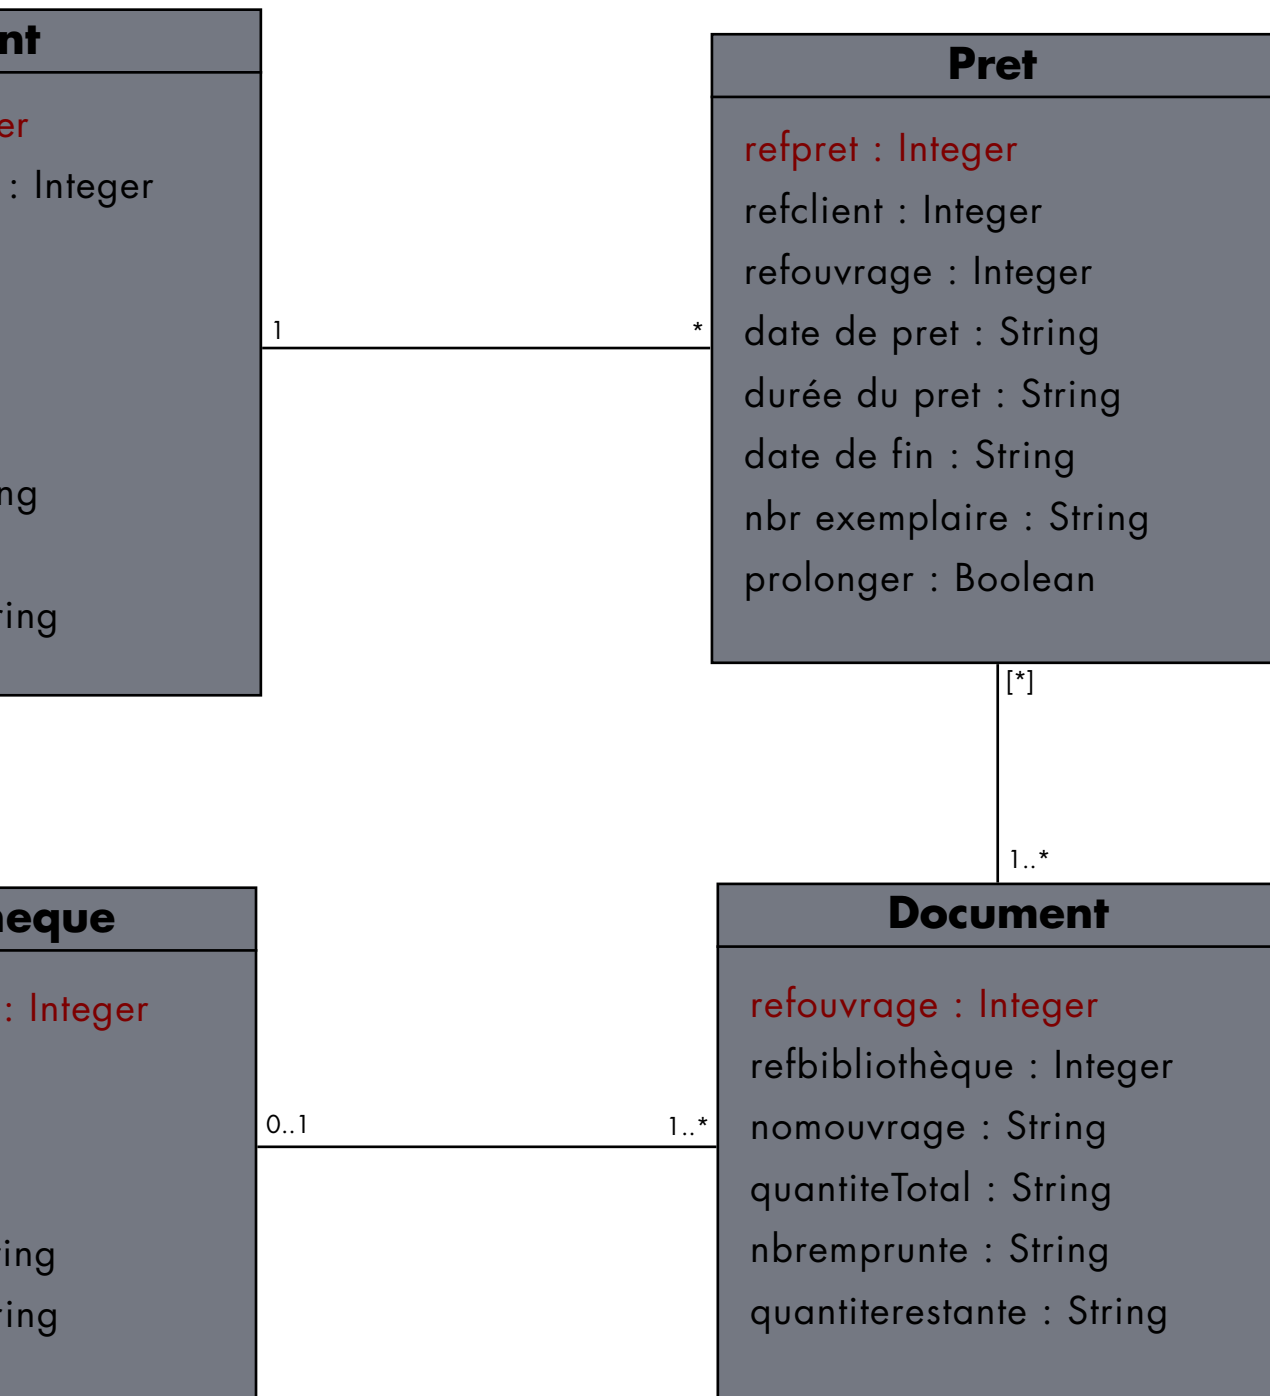 nt
er
: Integer
ng
ring
1
*
Pret
refpret : Integer
refclient : Integer
refouvrage : Integer
date de pret : String
durée du pret : String
date de fin : String
nbr exemplaire : String
prolonger : Boolean
[*]
1..*
heque
: Integer
ring
ring
0..1
1..*
Document
refouvrage : Integer
refbibliothèque : Integer
nomouvrage : String
quantiteTotal : String
nbremprunte : String
quantiterestante : String